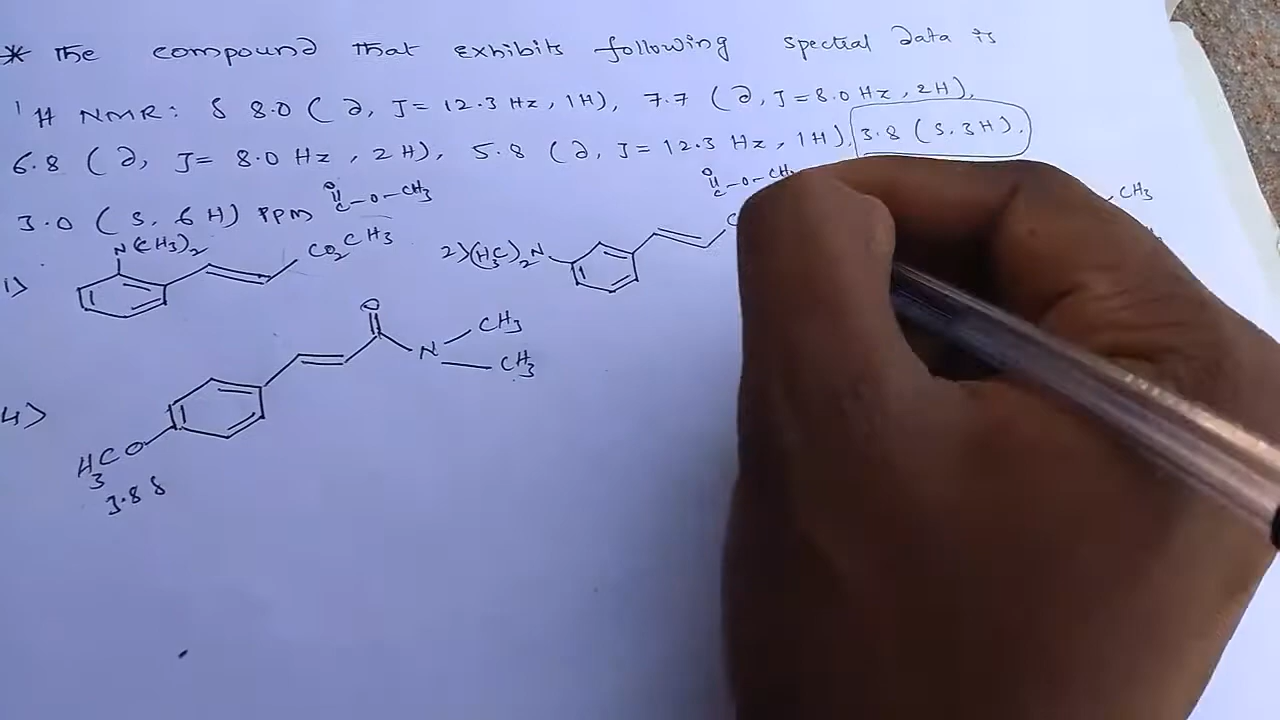 * The compound that exhibits following spectral data is
¹H NMR: δ 8.0 (d, J= 12.3 Hz, 1H), 7.7 (d, J=8.0 Hz, 2H),
6.8 (d, J= 8.0 Hz, 2H), 5.8 (d, J= 12.3 Hz, 1H), 3.8 (s, 3H),
3.0 (s, 6H) PPM
O
C-O-CH3
O
C-O-CH3
CH3
1) N(CH3)2 CO2CH3
2) (H3C)2N
O
CH3
N
CH3
4)
H3CO
3.8 δ